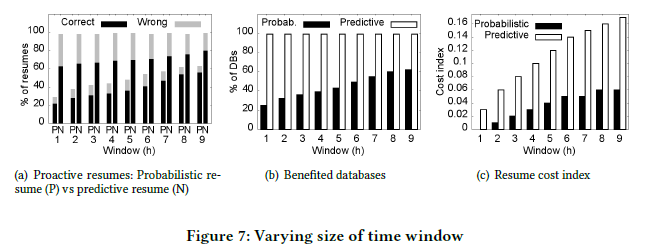 Correct Wrong
100
80
60
40
20
0
% of resumes
PN PN PN PN PN PN PN PN PN
1 2 3 4 5 6 7 8 9
Window (h)
(a) Proactive resumes: Probabilistic re-
sume (P) vs predictive resume (N)
Probab. Predictive
100
80
60
40
20
0
% of DBs
1 2 3 4 5 6 7 8 9
Window (h)
(b) Benefited databases
Probabilistic
Predictive
0.16
0.14
0.1
0.08
0.06
0.04
0.02
0
Cost index
1 2 3 4 5 6 7 8 9
Window (h)
(c) Resume cost index
Figure 7: Varying size of time window